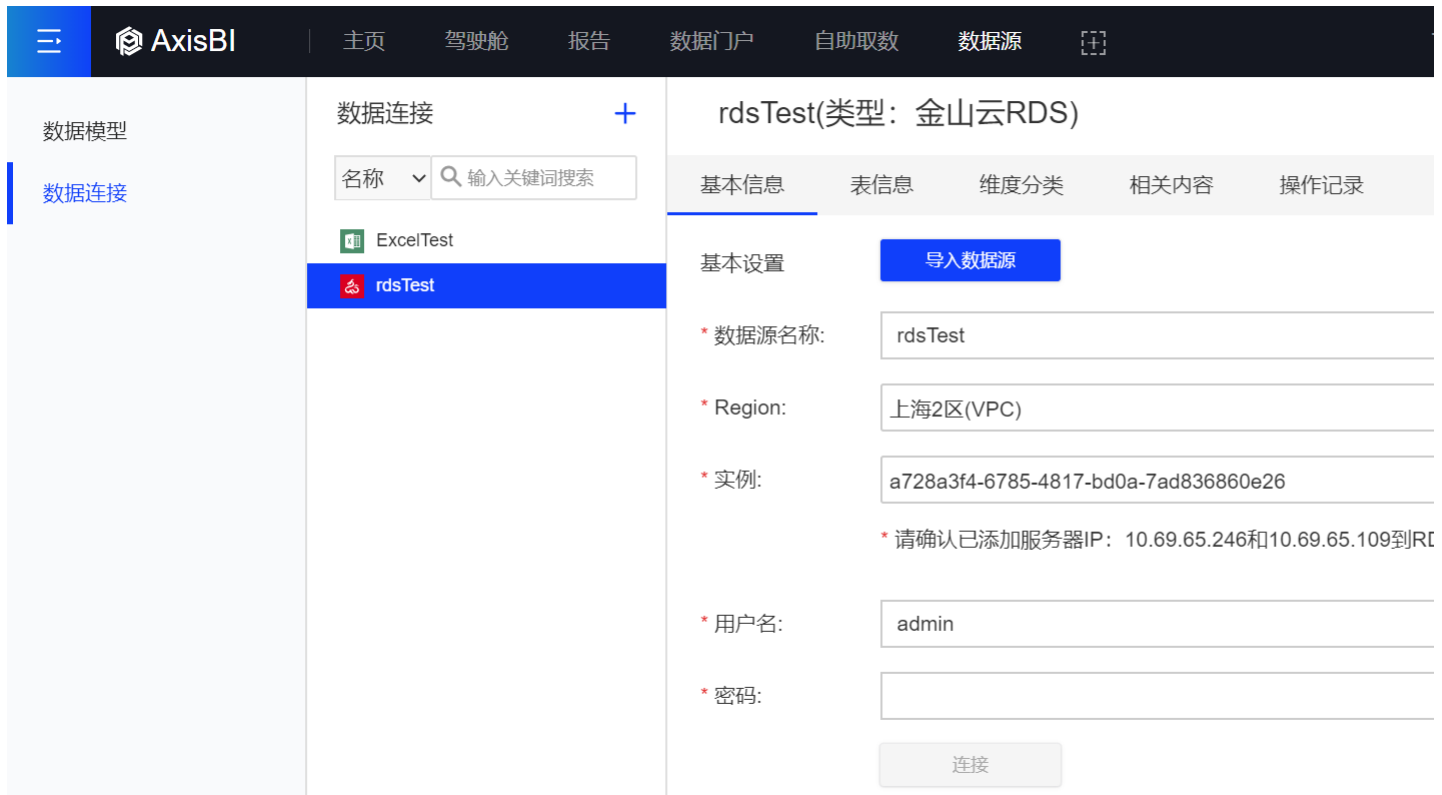 AxisBI 主页 驾驶舱 报告 数据门户 自助取数 数据源
数据模型
数据连接
数据连接
名称 输入关键词搜索
ExcelTest
rdsTest
rdsTest(类型：金山云RDS)
基本信息 表信息 维度分类 相关内容 操作记录
基本设置 导入数据源
* 数据源名称: rdsTest
* Region: 上海2区(VPC)
* 实例: a728a3f4-6785-4817-bd0a-7ad836860e26
* 请确认已添加服务器IP：10.69.65.246和10.69.65.109到RD
* 用户名: admin
* 密码:
连接